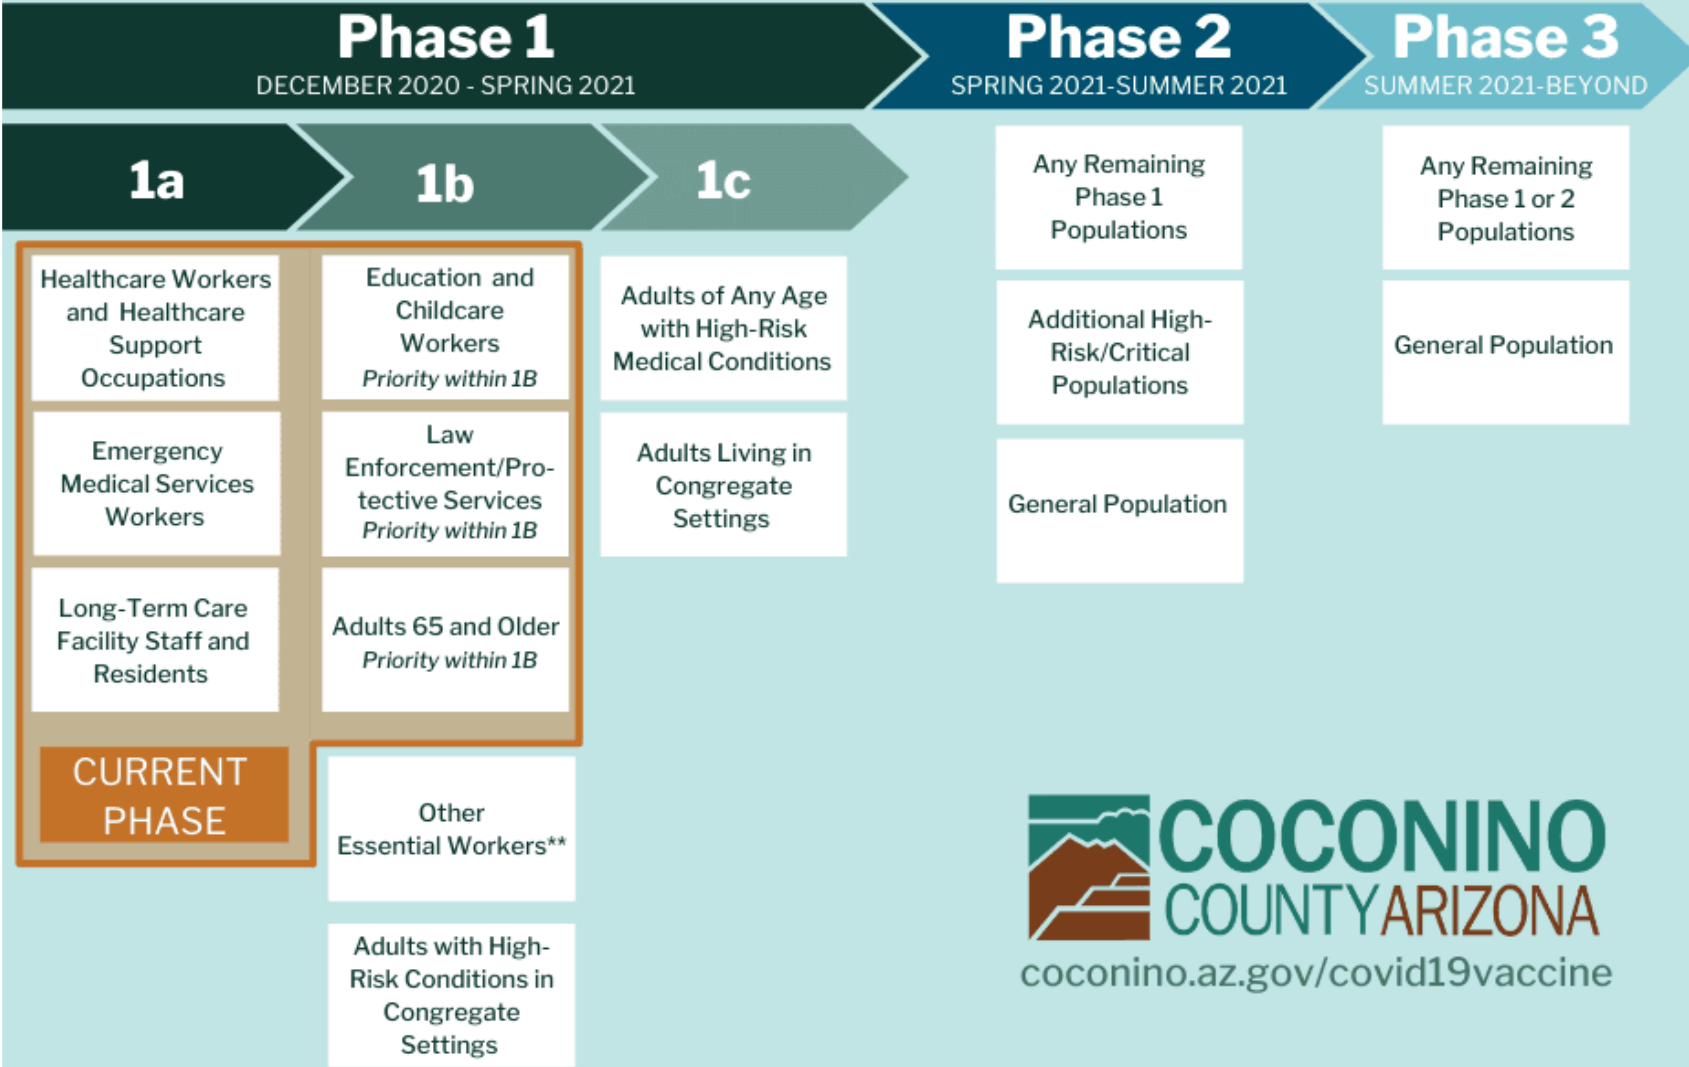 Phase 1
DECEMBER 2020 - SPRING 2021
Phase 2
SPRING 2021-SUMMER 2021
Phase 3
SUMMER 2021-BEYOND
1a
1b
1c
Healthcare Workers
and Healthcare
Support
Occupations
Emergency
Medical Services
Workers
Long-Term Care
Facility Staff and
Residents
CURRENT
PHASE
Education and
Childcare
Workers
Priority within 1B
Law
Enforcement/Pro-
tective Services
Priority within 1B
Adults 65 and Older
Priority within 1B
Other
Essential Workers**
Adults with High-
Risk Conditions in
Congregate
Settings
Adults of Any Age
with High-Risk
Medical Conditions
Adults Living in
Congregate
Settings
Any Remaining
Phase 1
Populations
Additional High-
Risk/Critical
Populations
General Population
Any Remaining
Phase 1 or 2
Populations
General Population
COCONINO
COUNTY ARIZONA
coconino.az.gov/covid19vaccine